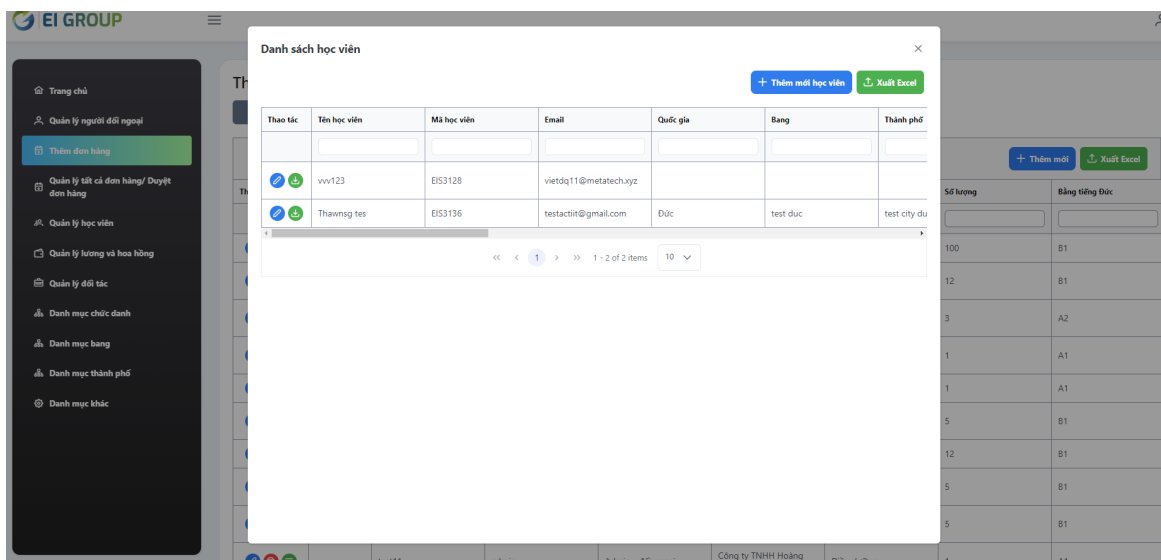 EI GROUP
Danh sách học viên
Thêm mới học viên
Xuất Excel
Trang chủ
Quản lý người đối ngoại
Thêm đơn hàng
Quản lý tất cả đơn hàng/ Duyệt
đơn hàng
Quản lý học viên
Quản lý lương và hoa hồng
Quản lý đối tác
Danh mục chức danh
Danh mục bang
Danh mục thành phố
Danh mục khác
Thao tác Tên học viên Mã học viên Email Quốc gia Bang Thành phố
vvv123 EIS3128 vietdq11@metatech.xyz
Thawnsg tes EIS3136 testactiit@gmail.com Đức test duc test city du
<< < 1 > >> 1 - 2 of 2 items 10
Thêm mới
Xuất Excel
Số lượng Bằng tiếng Đức
100 B1
12 B1
3 A2
1 A1
1 A1
5 B1
12 B1
5 B1
5 B1
Công ty TNHH Hoàng